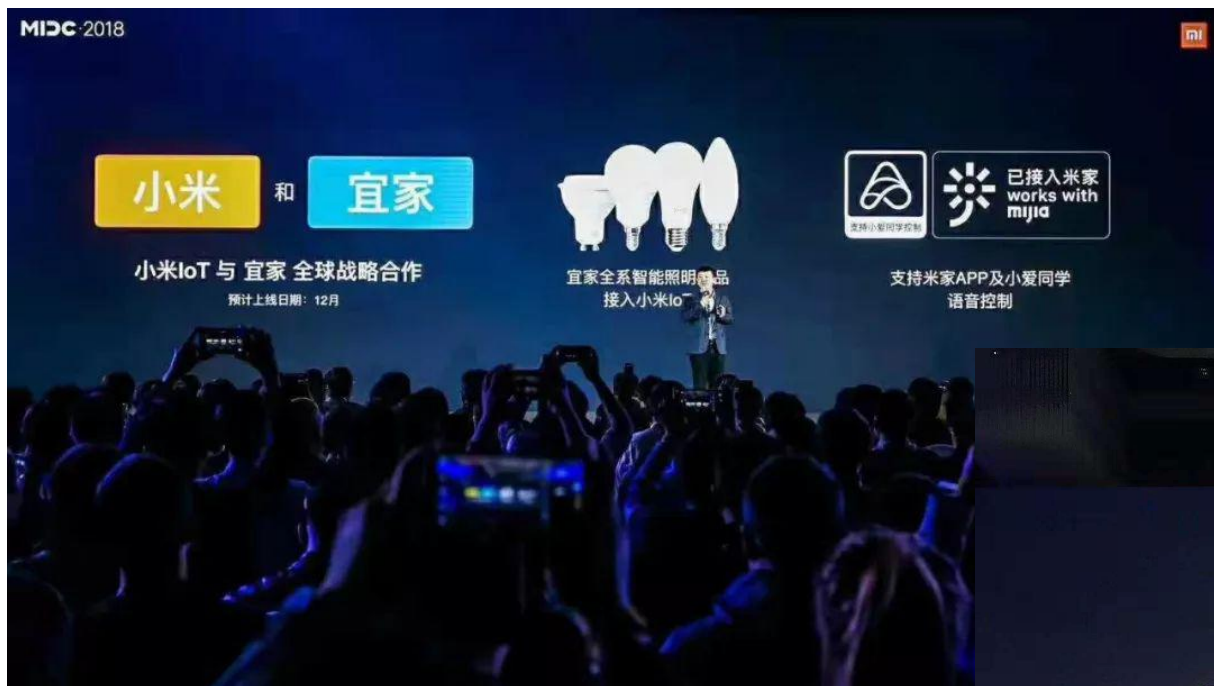 MIDC·2018
小米 和 宜家
小米IoT 与 宜家 全球战略合作
预计上线日期：12月
宜家全系智能照明 品
接入小米Io
支持小爱同学控制
已接入米家
works with
mijia
支持米家APP及小爱同学
语音控制